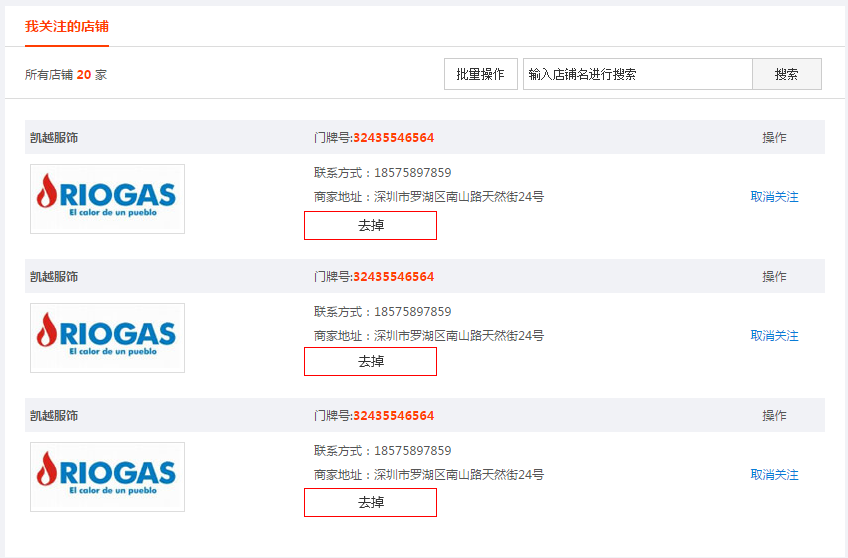 我关注的店铺
所有店铺 20 家 批量操作 输入店铺名进行搜索 搜索
凯越服饰 门牌号:32435546564 操作
RIOGAS
El calor de un pueblo
联系方式：18575897859
商家地址：深圳市罗湖区南山路天然街24号 取消关注
去掉
凯越服饰 门牌号:32435546564 操作
RIOGAS
El calor de un pueblo
联系方式：18575897859
商家地址：深圳市罗湖区南山路天然街24号 取消关注
去掉
凯越服饰 门牌号:32435546564 操作
RIOGAS
El calor de un pueblo
联系方式：18575897859
商家地址：深圳市罗湖区南山路天然街24号 取消关注
去掉